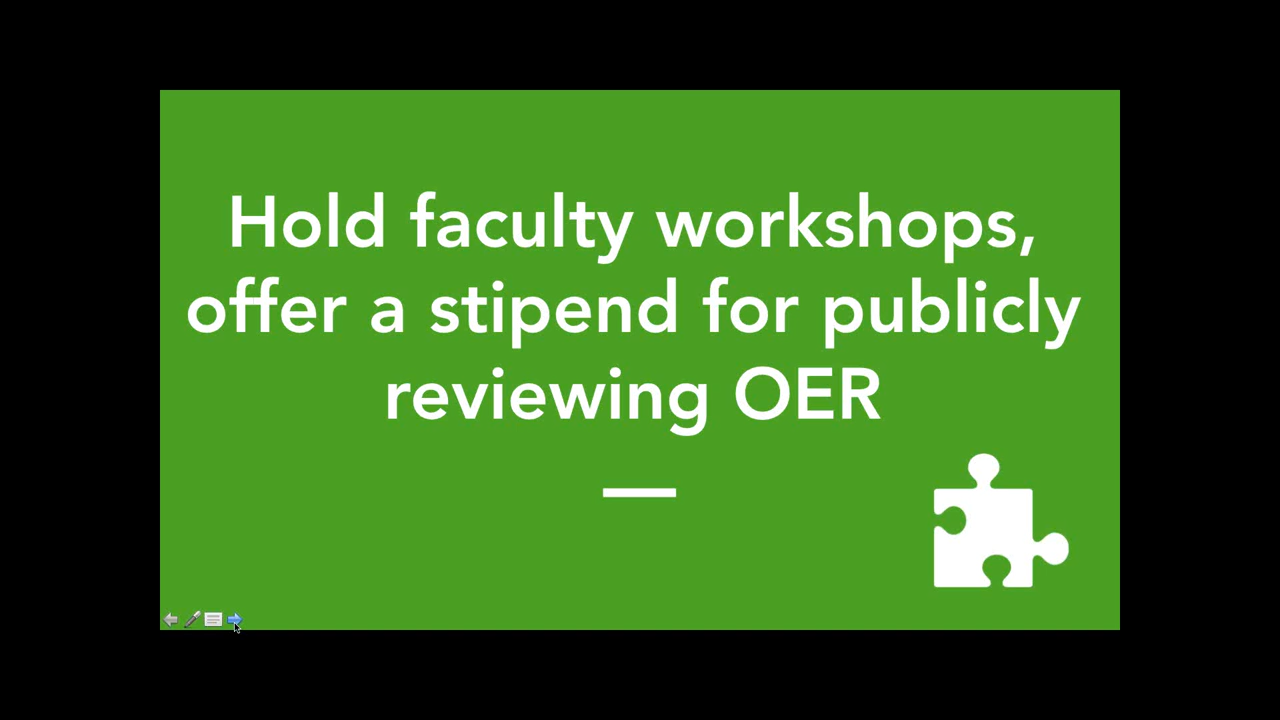 Hold faculty workshops,
offer a stipend for publicly
reviewing OER